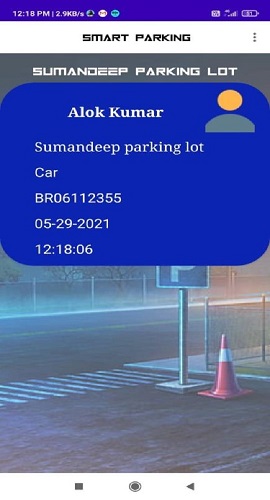 12:18 PM | 2.9KB/s
SMART PARKING
SUMANDEEP PARKING LOT
Alok Kumar
Sumandeep parking lot
Car
BR06112355
05-29-2021
12:18:06
P